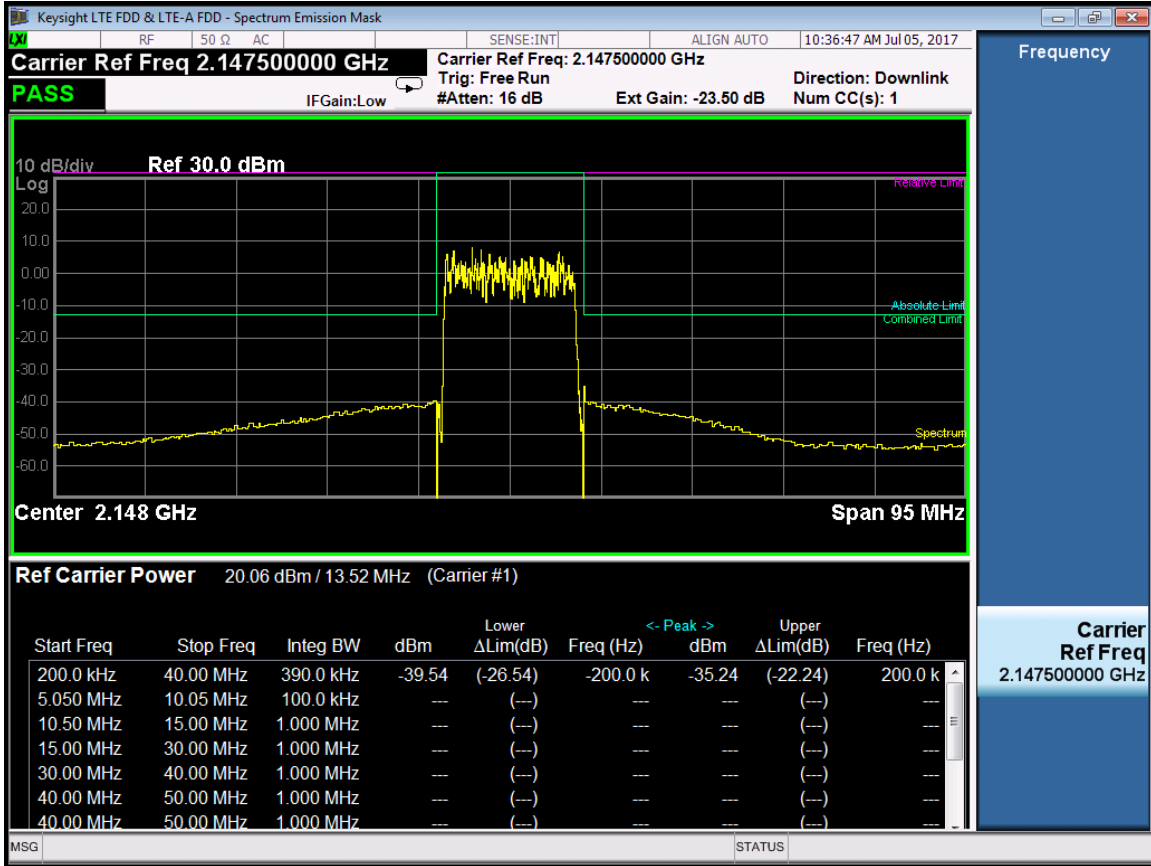 Keysight LTE FDD & LTE-A FDD - Spectrum Emission Mask
LXI RF 50 Ω AC SENSE:INT ALIGN AUTO 10:36:47 AM Jul 05, 2017
Carrier Ref Freq 2.147500000 GHz
PASS
IFGain:Low
Carrier Ref Freq: 2.147500000 GHz
Trig: Free Run Direction: Downlink
#Atten: 16 dB Ext Gain: -23.50 dB Num CC(s): 1
10 dB/div Ref 30.0 dBm
Log
Relative Limit
20.0
10.0
0.00
-10.0
Absolute Limit
Combined Limit
-20.0
-30.0
-40.0
-50.0
Spectrum
-60.0
Center 2.148 GHz Span 95 MHz
Ref Carrier Power 20.06 dBm / 13.52 MHz (Carrier #1)
Lower <- Peak -> Upper
Start Freq Stop Freq Integ BW dBm ΔLim(dB) Freq (Hz) dBm ΔLim(dB) Freq (Hz)
200.0 kHz 40.00 MHz 390.0 kHz -39.54 (-26.54) -200.0 k -35.24 (-22.24) 200.0 k
5.050 MHz 10.05 MHz 100.0 kHz --- (---) --- --- (---) ---
10.50 MHz 15.00 MHz 1.000 MHz --- (---) --- --- (---) ---
15.00 MHz 30.00 MHz 1.000 MHz --- (---) --- --- (---) ---
30.00 MHz 40.00 MHz 1.000 MHz --- (---) --- --- (---) ---
40.00 MHz 50.00 MHz 1.000 MHz --- (---) --- --- (---) ---
40.00 MHz 50.00 MHz 1.000 MHz --- (---) --- --- (---) ---
MSG STATUS
Frequency
Carrier
Ref Freq
2.147500000 GHz